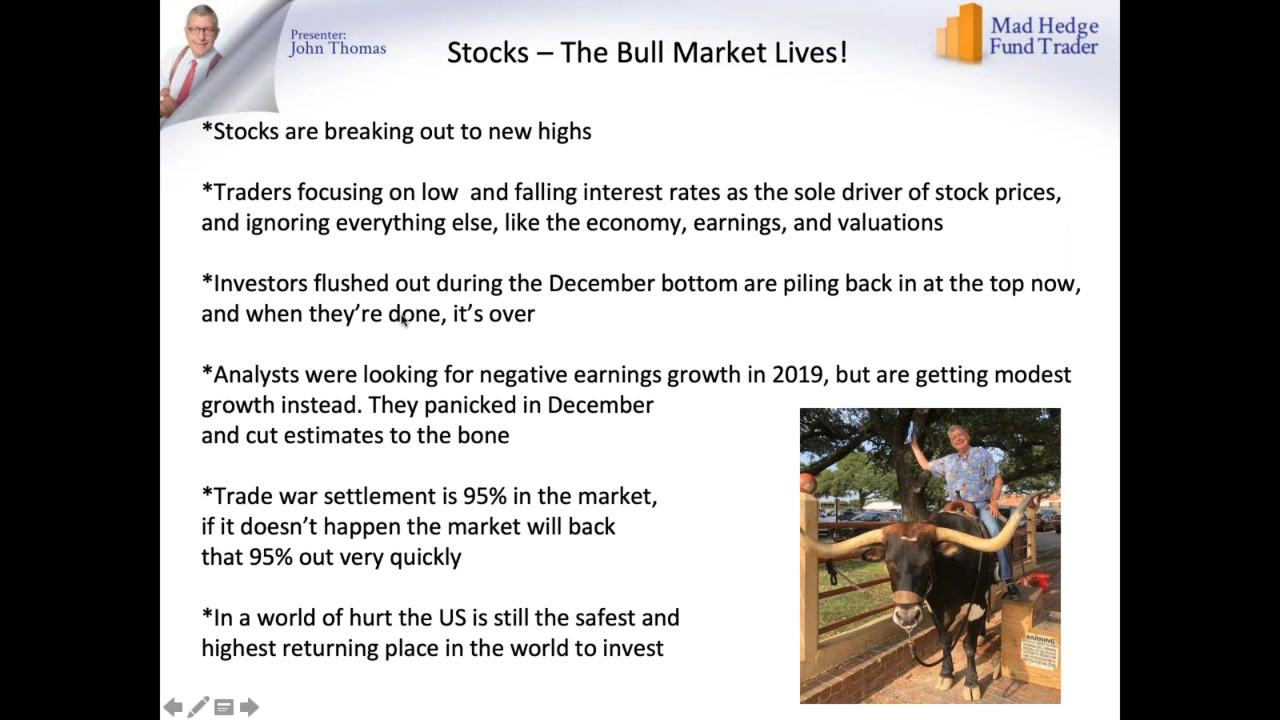 Presenter:
John Thomas
Stocks – The Bull Market Lives!
Mad Hedge
Fund Trader
*Stocks are breaking out to new highs
*Traders focusing on low  and falling interest rates as the sole driver of stock prices,
and ignoring everything else, like the economy, earnings, and valuations
*Investors flushed out during the December bottom are piling back in at the top now,
and when they’re done, it’s over
*Analysts were looking for negative earnings growth in 2019, but are getting modest
growth instead. They panicked in December
and cut estimates to the bone
*Trade war settlement is 95% in the market,
if it doesn’t happen the market will back
that 95% out very quickly
*In a world of hurt the US is still the safest and
highest returning place in the world to invest
WARNING